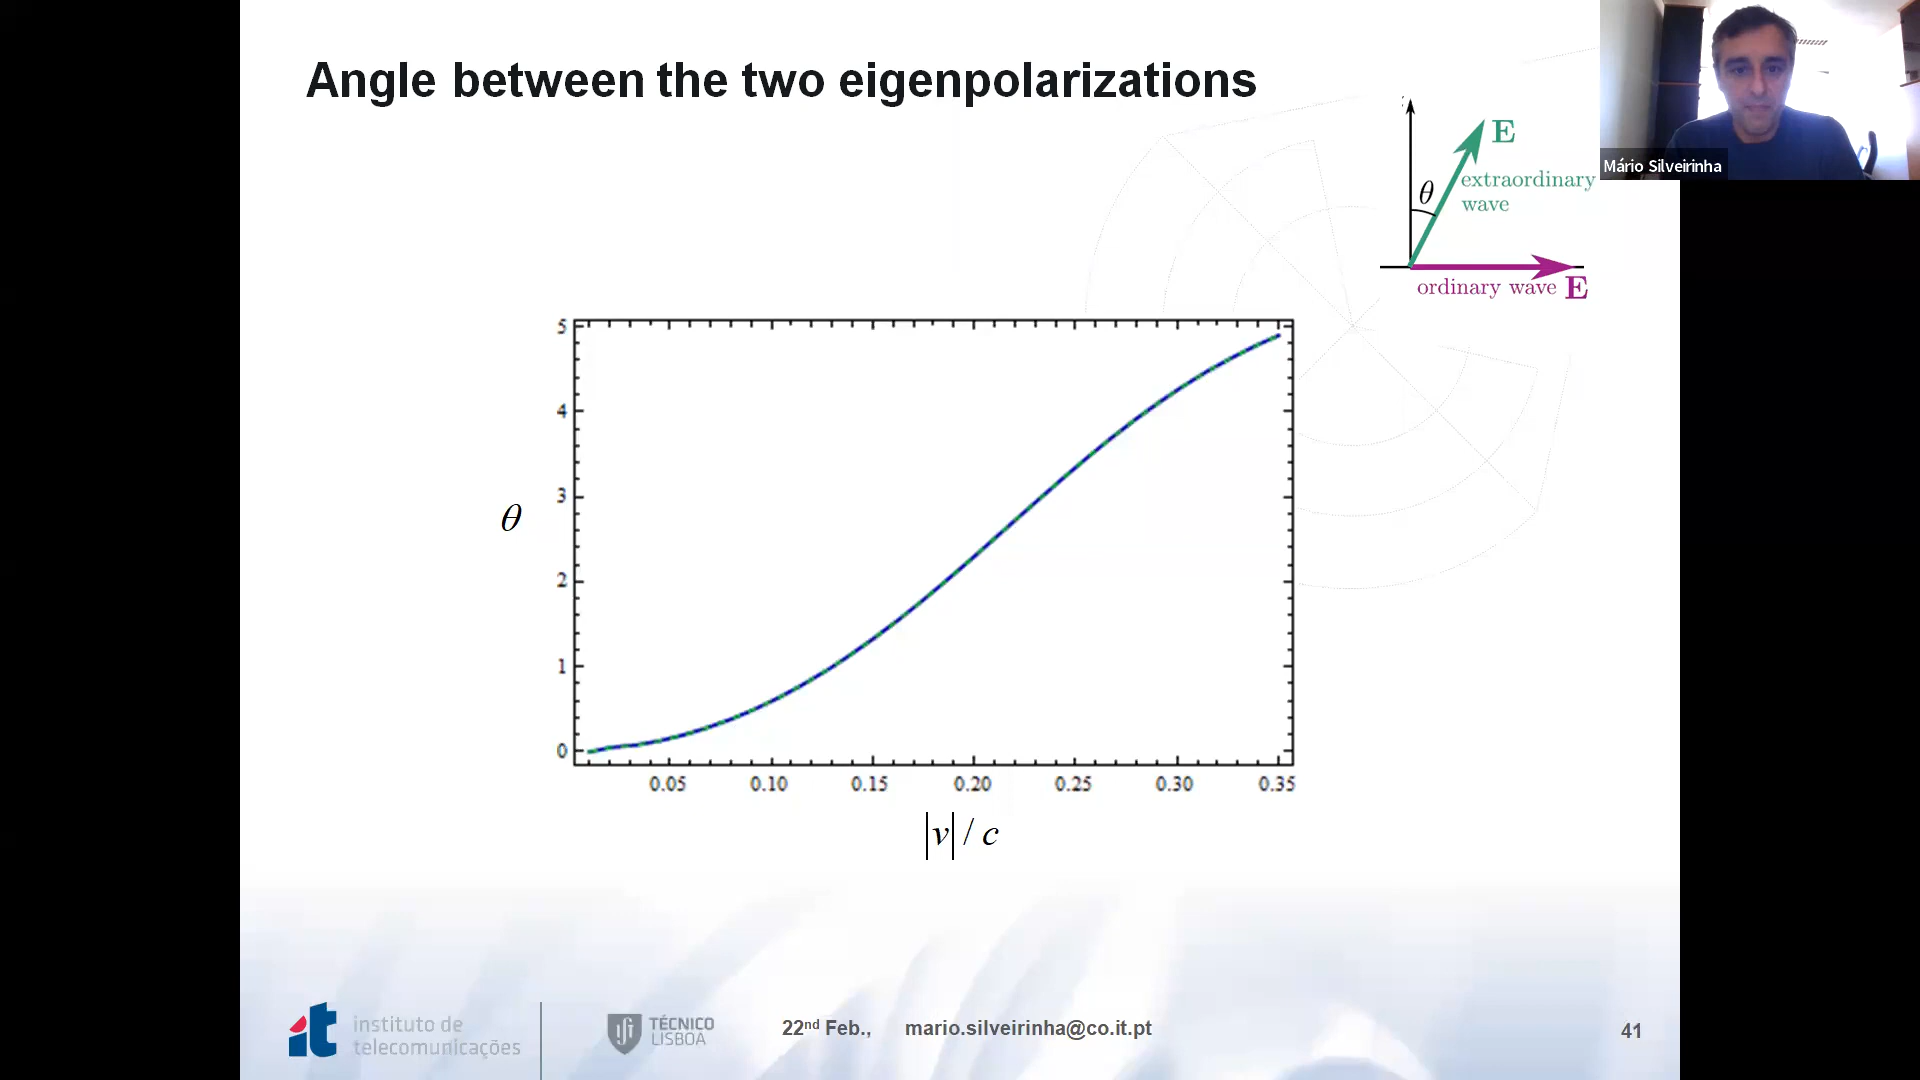 Angle between the two eigenpolarizations
Mário Silveirinha
E
extraordinary
wave
θ
ordinary wave E
5
4
3
2
1
0
θ
0.05 0.10 0.15 0.20 0.25 0.30 0.35
|v| / c
it instituto de
telecomunicações
TÉCNICO
LISBOA
22nd Feb., mario.silveirinha@co.it.pt
41